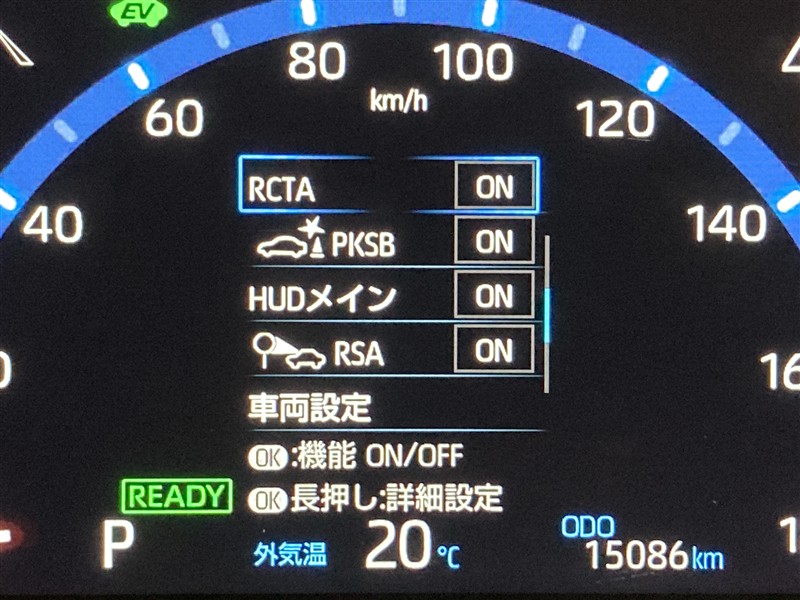 EV
80
100
km/h
60
120
RCTA ON
40
140
PKSB ON
HUDメイン ON
RSA ON
車両設定
OK:機能 ON/OFF
READY
OK長押し:詳細設定
P
外気温 20℃
ODO
15086km